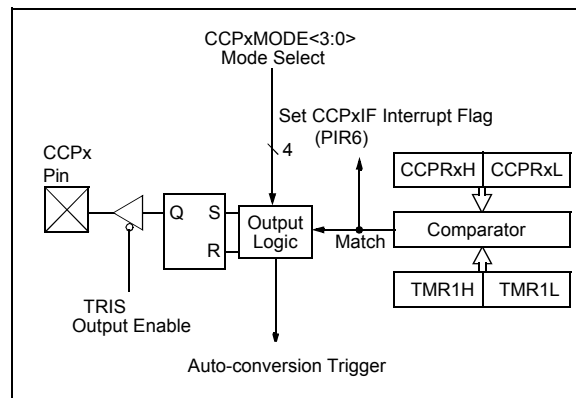 CCPxMODE<3:0>
Mode Select
Set CCPxIF Interrupt Flag
(PIR6)
4
CCPx
Pin
CCPRxH CCPRxL
Q S
R
Output
Logic
Match
Comparator
TMR1H TMR1L
TRIS
Output Enable
Auto-conversion Trigger